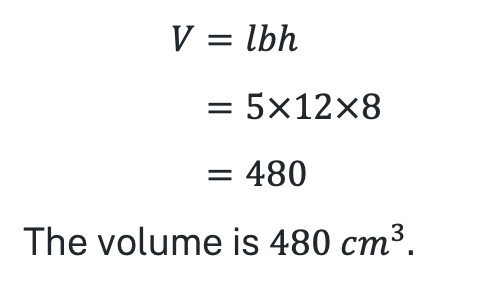 V = lbh
= 5×12×8
= 480
The volume is 480 cm³.